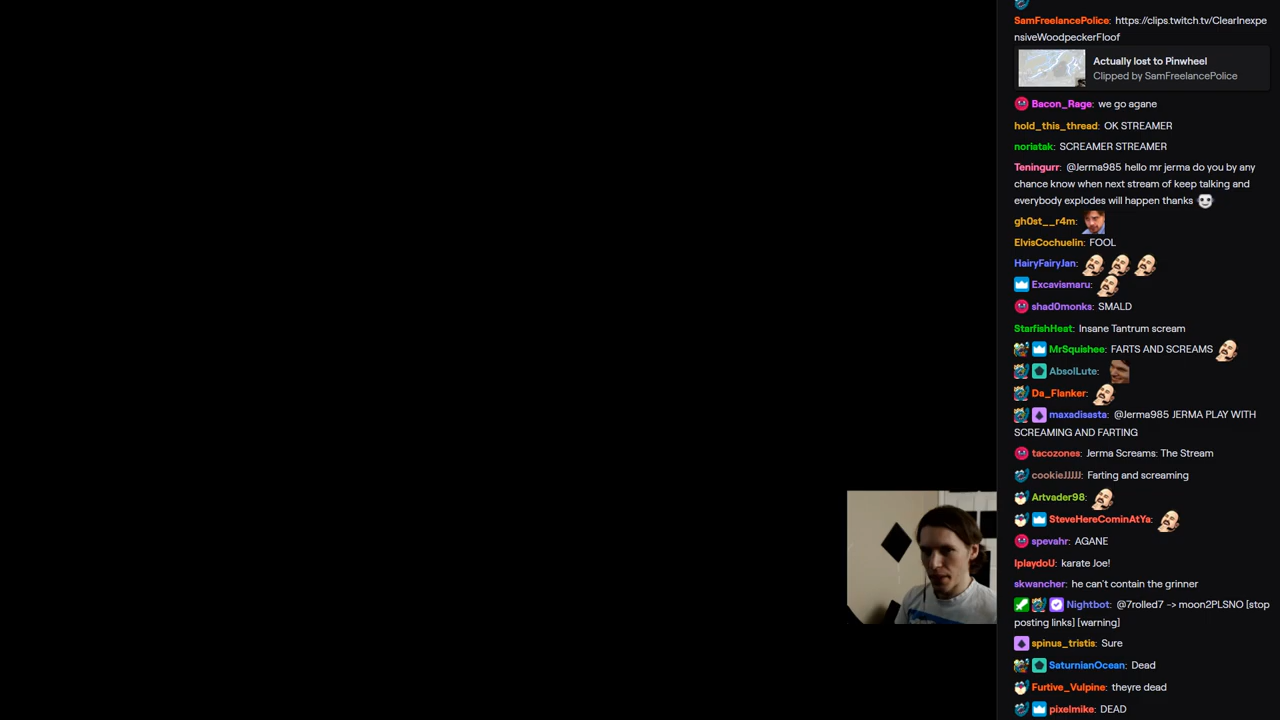 SamFreelancePolice: https://clips.twitch.tv/ClearInexpe
nsiveWoodpeckerFloof
Actually lost to Pinwheel
Clipped by SamFreelancePolice
Bacon_Rage: we go agane
hold_this_thread: OK STREAMER
noriatak: SCREAMER STREAMER
Teningurr: @Jerma985 hello mr jerma do you by any
chance know when next stream of keep talking and
everybody explodes will happen thanks
gh0st__r4m:
ElvisCochuelin: FOOL
HairyFairyJan:
Excavismaru:
shad0monks: SMALD
StarfishHeat: Insane Tantrum scream
MrSquishee: FARTS AND SCREAMS
AbsolLute:
Da_Flanker:
maxadisasta: @Jerma985 JERMA PLAY WITH
SCREAMING AND FARTING
tacozones: Jerma Screams: The Stream
cookieJJJJJ: Farting and screaming
Artvader98:
SteveHereCominAtYa:
spevahr: AGANE
IplaydoU: karate Joe!
skwancher: he can't contain the grinner
Nightbot: @7rolled7 -> moon2PLSNO [stop
posting links] [warning]
spinus_tristis: Sure
SaturnianOcean: Dead
Furtive_Vulpine: theyre dead
pixelmike: DEAD